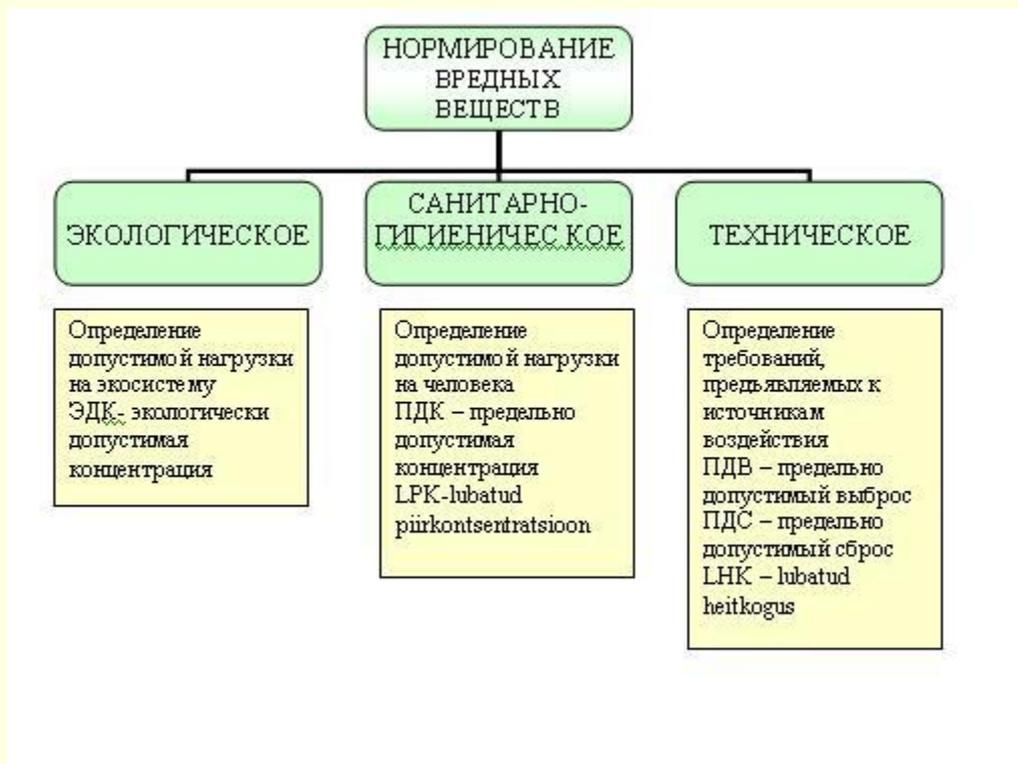 НОРМИРОВАНИЕ
ВРЕДНЫХ
ВЕЩЕСТВ
ЭКОЛОГИЧЕСКОЕ
САНИТАРНО-
ГИГИЕНИЧЕСКОЕ
ТЕХНИЧЕСКОЕ
Определение
допустимой нагрузки
на экосистему
ЭДК- экологически
допустимая
концентрация
Определение
допустимой нагрузки
на человека
ПДК – предельно
допустимая
концентрация
LPK-lubatud
piirkontsentratsioon
Определение
требований,
предьявляемых к
источникам
воздействия
ПДВ – предельно
допустимый выброс
ПДС – предельно
допустимый сброс
LHK – lubatud
heitkogus